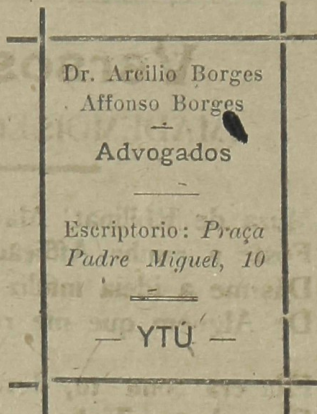 Dr. Arcilio Borges
Affonso Borges
Advogados
Escriptorio: Praça
Padre Miguel, 10
— YTÚ —